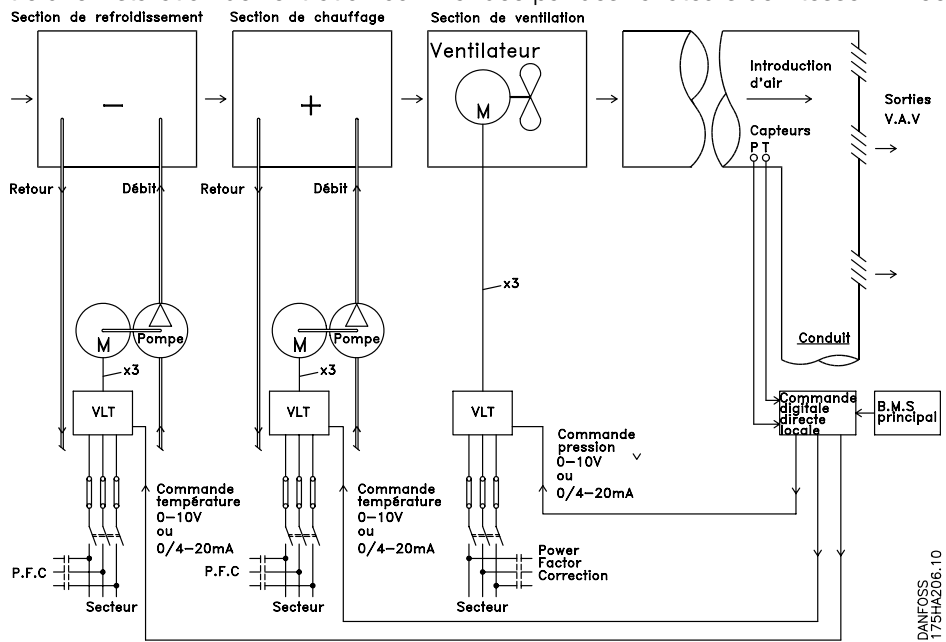 Section de refroidissement
Section de chauffage
Section de ventilation
Ventilateur
M
Introduction
d'air
Sorties
V.A.V
Capteurs
P T
Retour
Débit
Retour
Débit
x3
Conduit
M
Pompe
M
Pompe
x3
x3
VLT
VLT
VLT
Commande
digitale
directe
locale
B.M.S
principal
Commande
pression
0-10V
ou
0/4-20mA
Commande
température
0-10V
ou
0/4-20mA
Commande
température
0-10V
ou
0/4-20mA
P.F.C
P.F.C
Power
Factor
Correction
Secteur
Secteur
Secteur
DANFOSS
175HA206.10